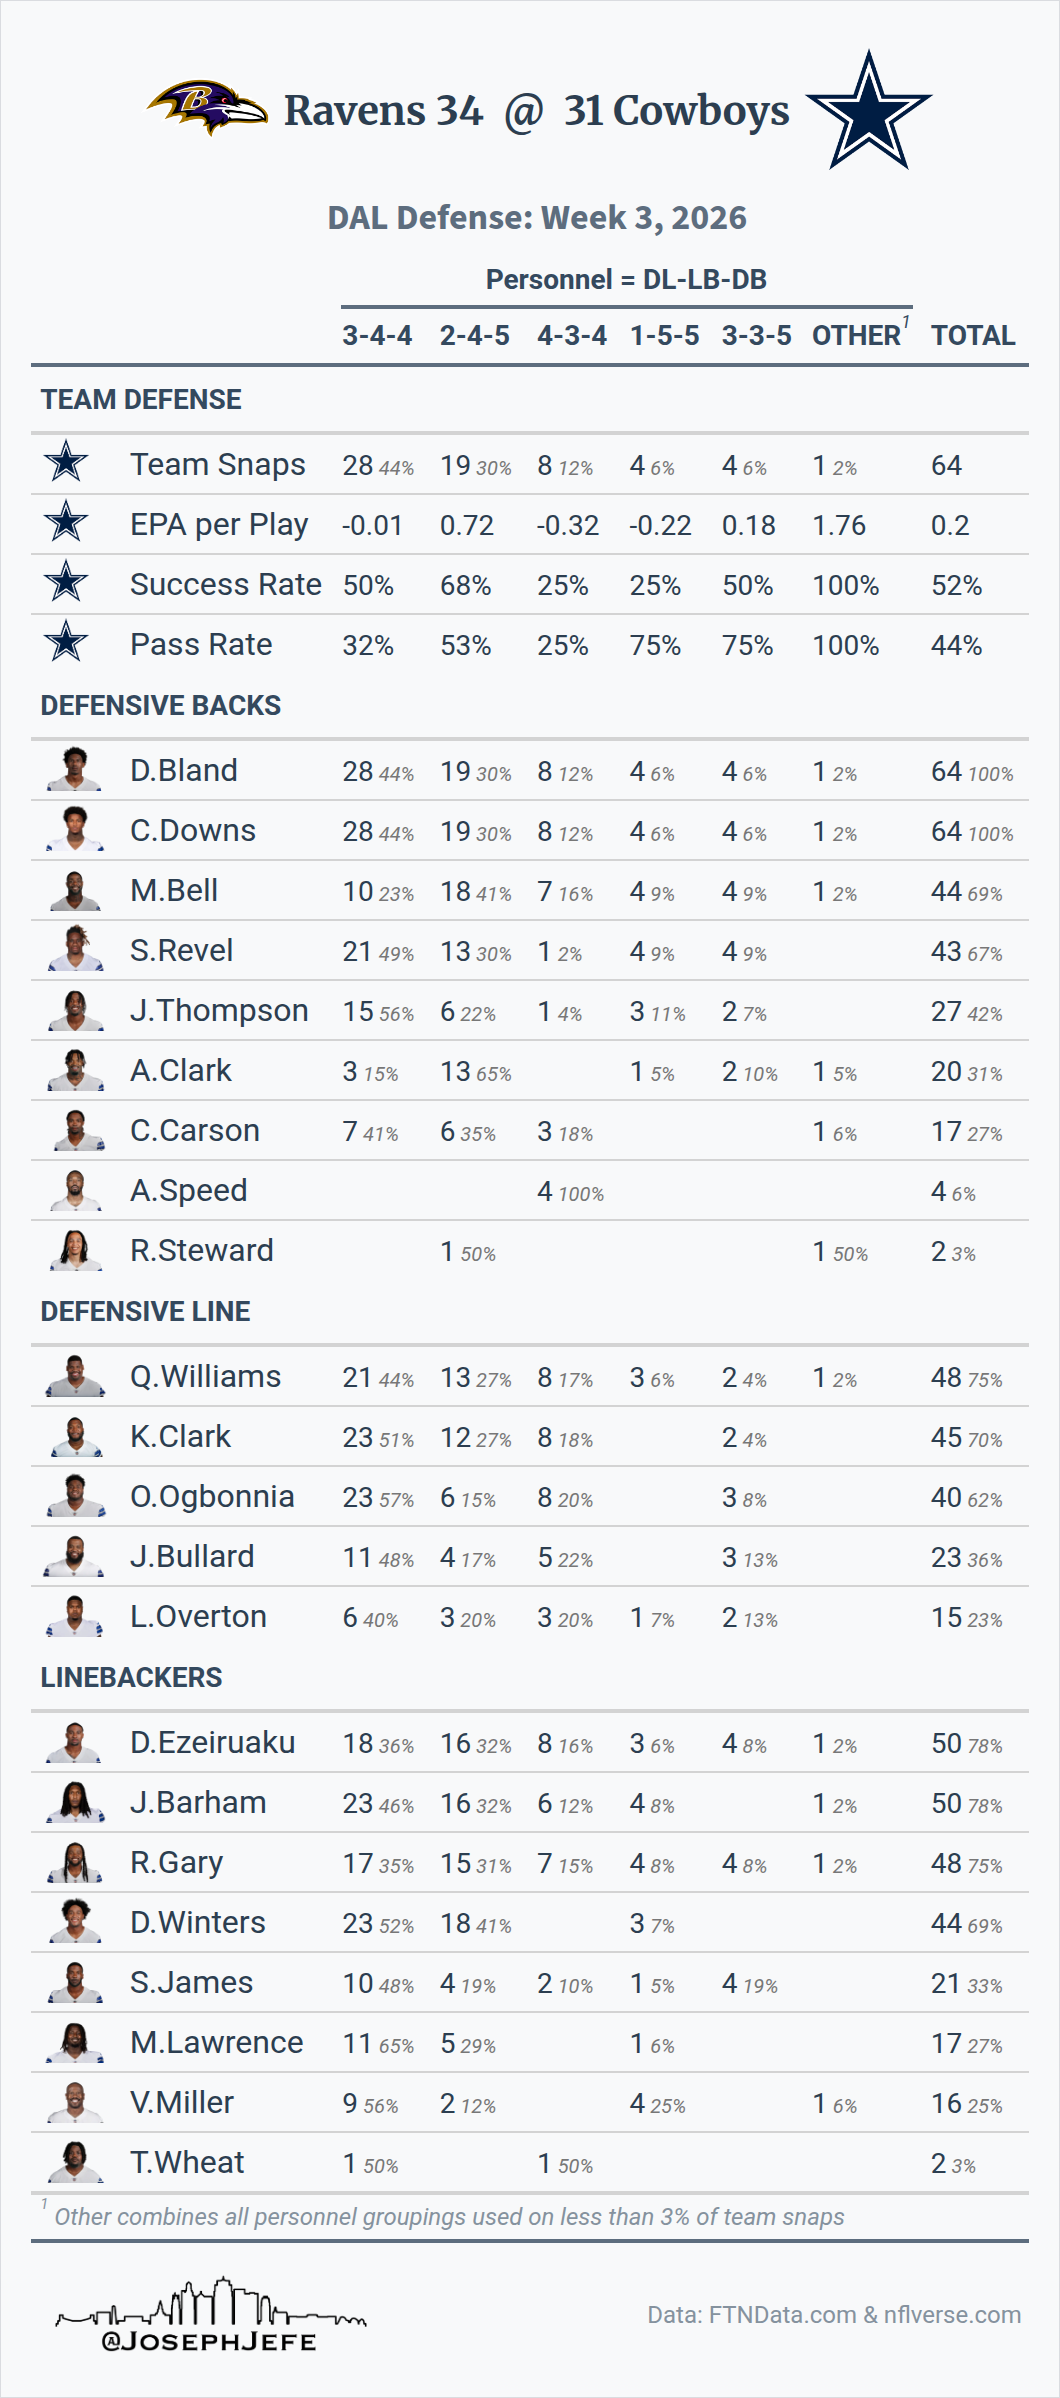 B
Ravens 34 @ 31 Cowboys
DAL Defense: Week 3, 2026
Personnel = DL-LB-DB
3-4-4 2-4-5 4-3-4 1-5-5 3-3-5 OTHER1 TOTAL
TEAM DEFENSE
Team Snaps 28 44% 19 30% 8 12% 4 6% 4 6% 1 2% 64
EPA per Play -0.01 0.72 -0.32 -0.22 0.18 1.76 0.2
Success Rate 50% 68% 25% 25% 50% 100% 52%
Pass Rate 32% 53% 25% 75% 75% 100% 44%
DEFENSIVE BACKS
D.Bland 28 44% 19 30% 8 12% 4 6% 4 6% 1 2% 64 100%
C.Downs 28 44% 19 30% 8 12% 4 6% 4 6% 1 2% 64 100%
M.Bell 10 23% 18 41% 7 16% 4 9% 4 9% 1 2% 44 69%
S.Revel 21 49% 13 30% 1 2% 4 9% 4 9% 43 67%
J.Thompson 15 56% 6 22% 1 4% 3 11% 2 7% 27 42%
A.Clark 3 15% 13 65% 1 5% 2 10% 1 5% 20 31%
C.Carson 7 41% 6 35% 3 18% 1 6% 17 27%
A.Speed 4 100% 4 6%
R.Steward 1 50% 1 50% 2 3%
DEFENSIVE LINE
Q.Williams 21 44% 13 27% 8 17% 3 6% 2 4% 1 2% 48 75%
K.Clark 23 51% 12 27% 8 18% 2 4% 45 70%
O.Ogbonnia 23 57% 6 15% 8 20% 3 8% 40 62%
J.Bullard 11 48% 4 17% 5 22% 3 13% 23 36%
L.Overton 6 40% 3 20% 3 20% 1 7% 2 13% 15 23%
LINEBACKERS
D.Ezeiruaku 18 36% 16 32% 8 16% 3 6% 4 8% 1 2% 50 78%
J.Barham 23 46% 16 32% 6 12% 4 8% 1 2% 50 78%
R.Gary 17 35% 15 31% 7 15% 4 8% 4 8% 1 2% 48 75%
D.Winters 23 52% 18 41% 3 7% 44 69%
S.James 10 48% 4 19% 2 10% 1 5% 4 19% 21 33%
M.Lawrence 11 65% 5 29% 1 6% 17 27%
V.Miller 9 56% 2 12% 4 25% 1 6% 16 25%
T.Wheat 1 50% 1 50% 2 3%
1 Other combines all personnel groupings used on less than 3% of team snaps
@JOSEPHJEFE
Data: FTNData.com & nflverse.com